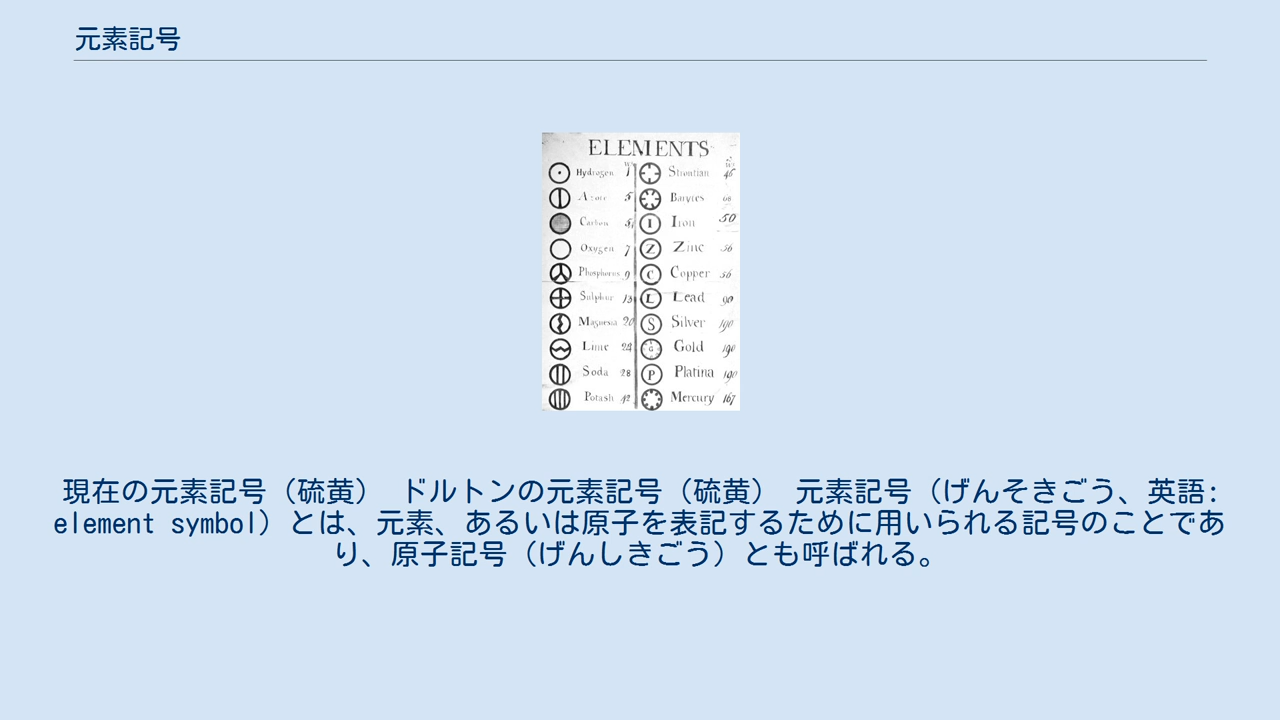 元素記号
ELEMENTS
Hydrogen 1 Strontian 46
Azote 5 Barytes 68
Carbon 5 Iron 50
Oxygen 7 Zinc 56
Phosphorus 9 Copper 56
Sulphur 13 L Lead 90
Magnesia 20 S Silver 190
Lime 24 Gold 190
Soda 28 P Platina 190
Potash 42 Mercury 167
現在の元素記号（硫黄） ドルトンの元素記号（硫黄） 元素記号（げんそきごう、英語:
element symbol）とは、元素、あるいは原子を表記するために用いられる記号のことであ
り、原子記号（げんしきごう）とも呼ばれる。